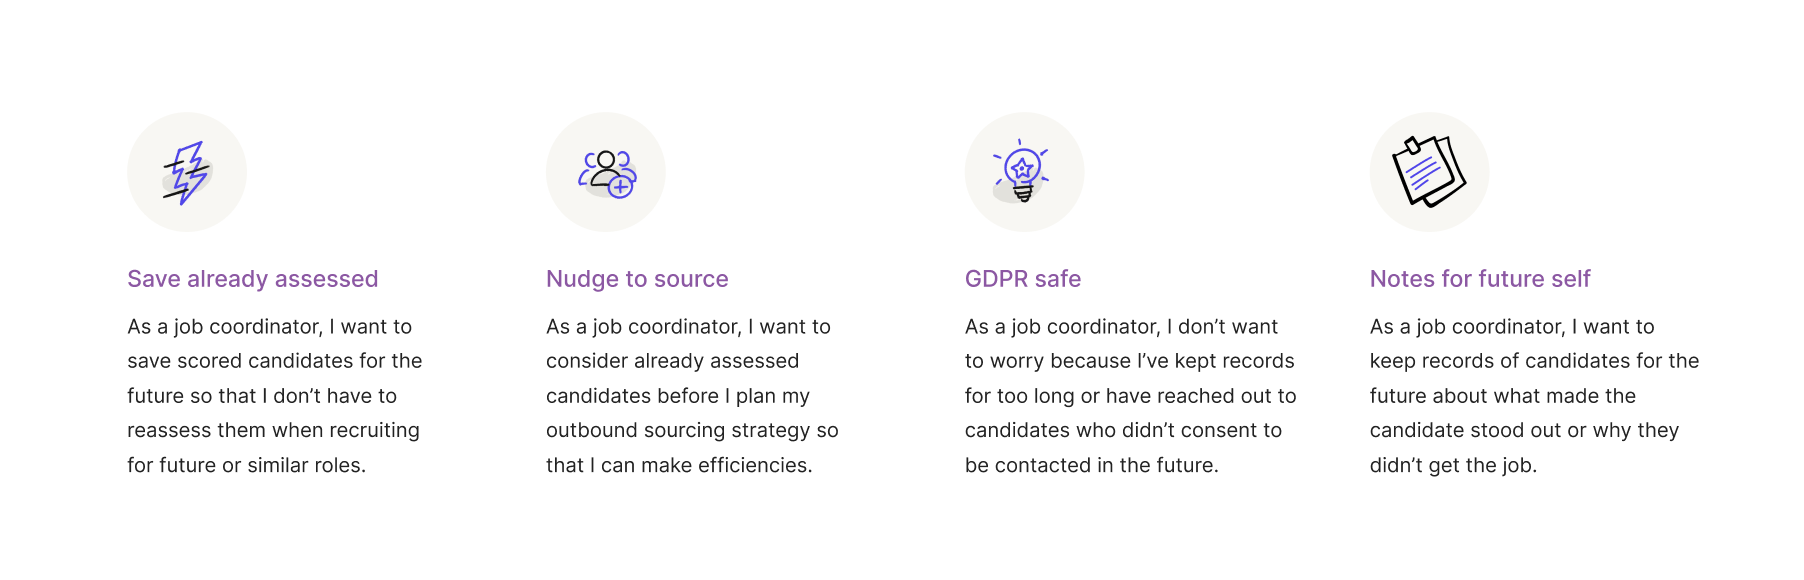 Save already assessed
As a job coordinator, I want to
save scored candidates for the
future so that I don’t have to
reassess them when recruiting
for future or similar roles.
Nudge to source
As a job coordinator, I want to
consider already assessed
candidates before I plan my
outbound sourcing strategy so
that I can make efficiencies.
GDPR safe
As a job coordinator, I don’t want
to worry because I’ve kept records
for too long or have reached out to
candidates who didn’t consent to
be contacted in the future.
Notes for future self
As a job coordinator, I want to
keep records of candidates for the
future about what made the
candidate stood out or why they
didn’t get the job.